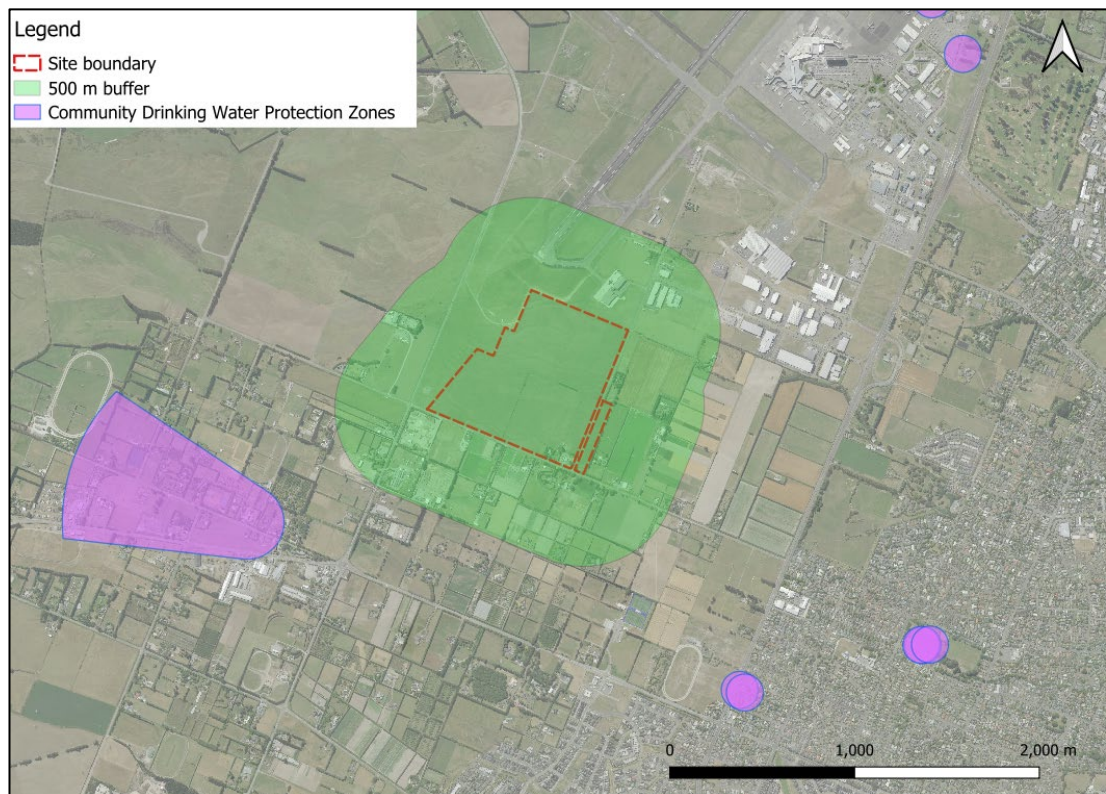 Legend
Site boundary
500 m buffer
Community Drinking Water Protection Zones
0 1,000 2,000 m